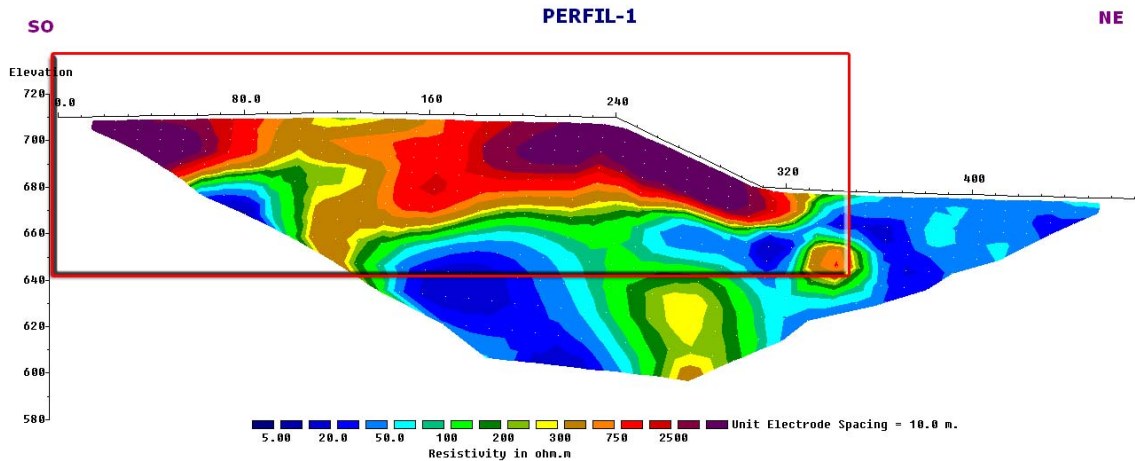 PERFIL-1
SO
NE
Elevation
720
0.0
80.0
160
240
320
400
700
680
660
640
620
600
580
5.00 20.0 50.0 100 200 300 750 2500
Unit Electrode Spacing = 10.0 m.
Resistivity in ohm.m